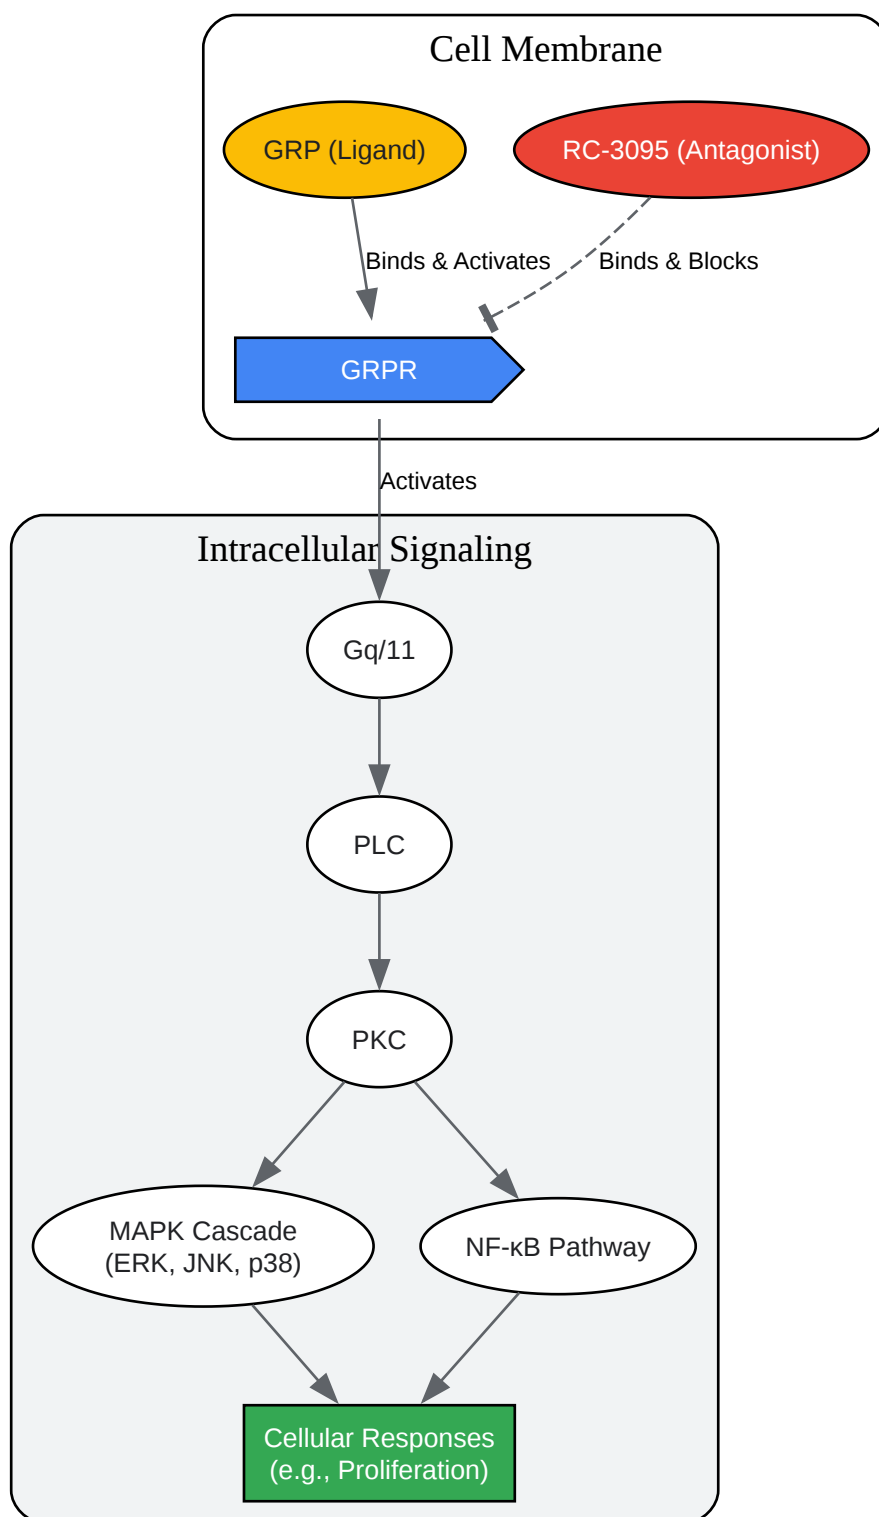 Cell Membrane
GRP (Ligand)
RC-3095 (Antagonist)
Binds & Activates
Binds & Blocks
GRPR
Activates
Intracellular Signaling
Gq/11
PLC
PKC
MAPK Cascade
(ERK, JNK, p38)
NF-κB Pathway
Cellular Responses
(e.g., Proliferation)